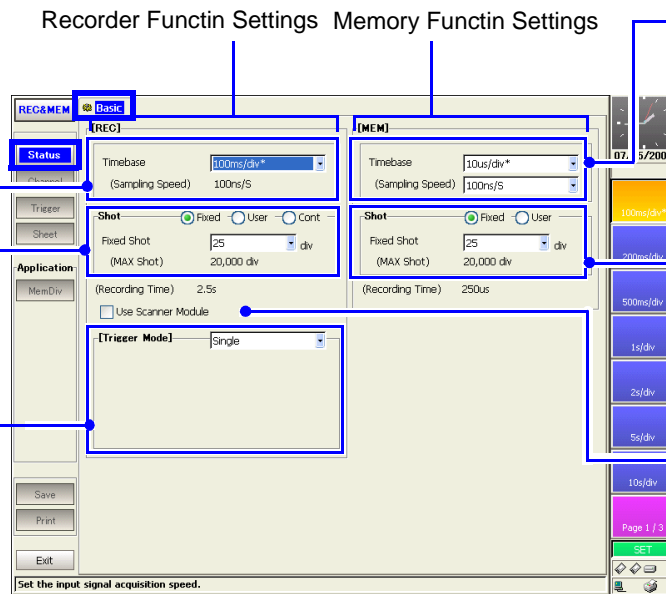 Recorder Functin Settings Memory Functin Settings
REC&MEM
Basic
[REC]
[MEM]
Status
Timebase
100ms/div*
(Sampling Speed)
100ns/S
Timebase
10us/div*
(Sampling Speed)
100ns/S
Channel
Trigger
Sheet
Shot
Fixed
User
Cont
Fixed Shot
25
div
(MAX Shot)
20,000 div
Shot
Fixed
User
Fixed Shot
25
div
(MAX Shot)
20,000 div
Application
MemDiv
(Recording Time)
2.5s
(Recording Time)
250us
Use Scanner Module
[Trigger Mode]
Single
100ms/div*
200ms/div
500ms/div
1s/div
2s/div
5s/div
10s/div
Page 1 / 3
SET
Save
Print
Exit
Set the input signal acquisition speed.